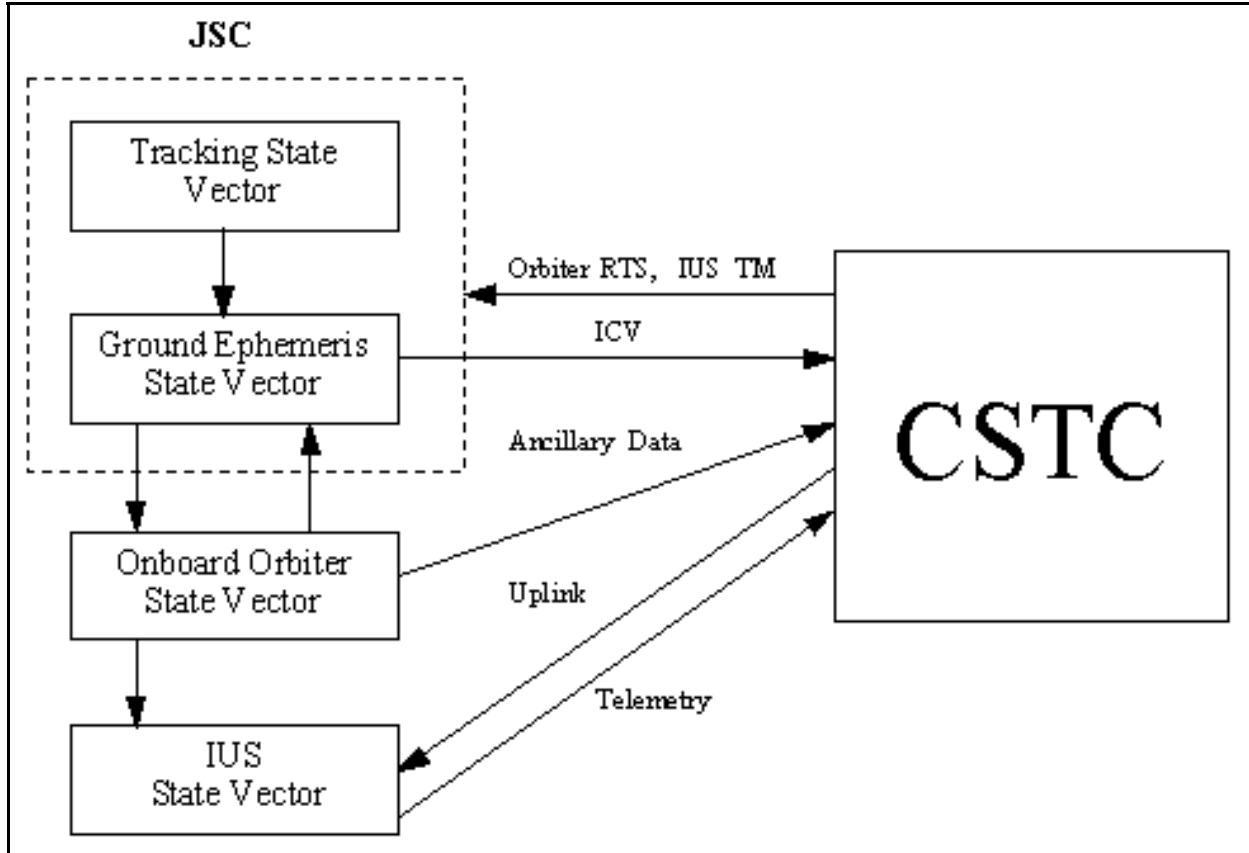 JSC
Tracking State
Vector
Orbiter RTS, IUS TM
Ground Ephemeris
State Vector
ICV
CSTC
Ancillary Data
Onboard Orbiter
State Vector
Uplink
Telemetry
IUS
State Vector